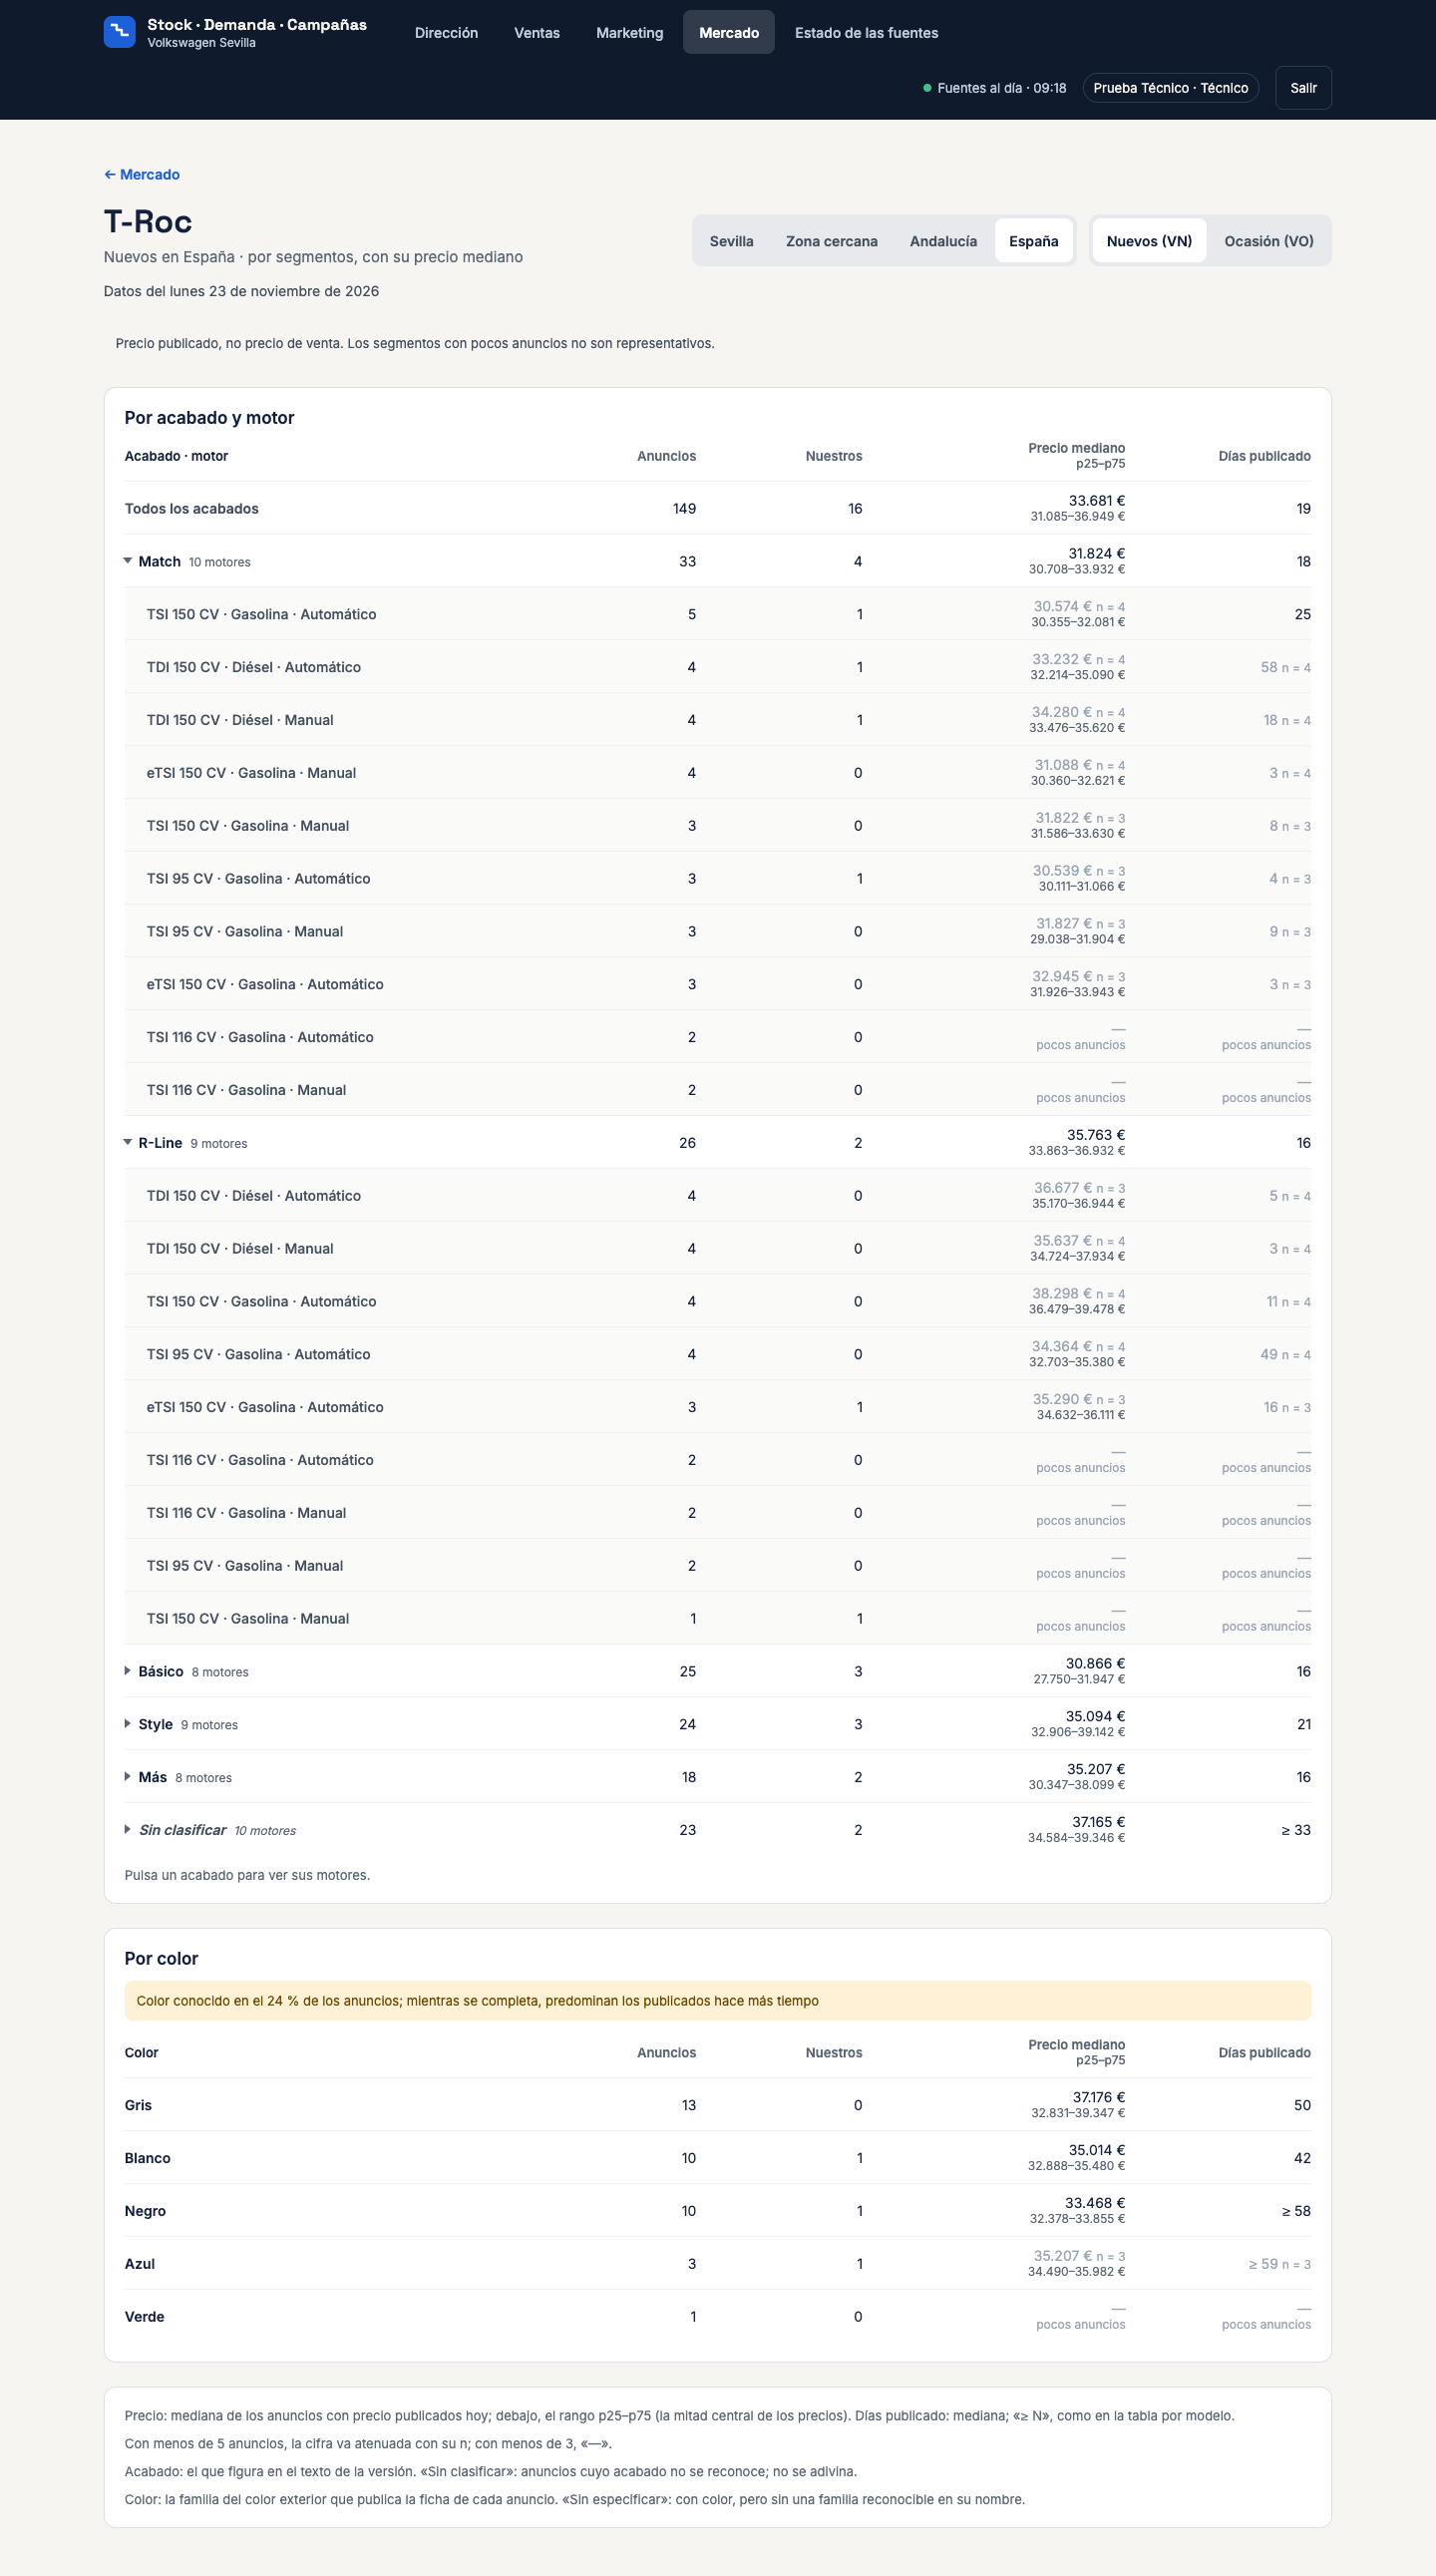 Stock · Demanda · Campañas
Volkswagen Sevilla
Dirección Ventas Marketing Mercado Estado de las fuentes
Fuentes al día · 09:18 Prueba Técnico · Técnico Salir
← Mercado
T-Roc
Nuevos en España · por segmentos, con su precio mediano
Sevilla Zona cercana Andalucía España Nuevos (VN) Ocasión (VO)
Datos del lunes 23 de noviembre de 2026
Precio publicado, no precio de venta. Los segmentos con pocos anuncios no son representativos.
Por acabado y motor
Acabado · motor Anuncios Nuestros Precio mediano p25–p75 Días publicado
Todos los acabados 149 16 33.681 € 31.085–36.949 € 19
Match 10 motores 33 4 31.824 € 30.708–33.932 € 18
TSI 150 CV · Gasolina · Automático 5 1 30.574 € n = 4 30.355–32.081 € 25
TDI 150 CV · Diésel · Automático 4 1 33.232 € n = 4 32.214–35.090 € 58 n = 4
TDI 150 CV · Diésel · Manual 4 1 34.280 € n = 4 33.476–35.620 € 18 n = 4
eTSI 150 CV · Gasolina · Manual 4 0 31.088 € n = 4 30.360–32.621 € 3 n = 4
TSI 150 CV · Gasolina · Manual 3 0 31.822 € n = 3 31.586–33.630 € 8 n = 3
TSI 95 CV · Gasolina · Automático 3 1 30.539 € n = 3 30.111–31.066 € 4 n = 3
TSI 95 CV · Gasolina · Manual 3 0 31.827 € n = 3 29.038–31.904 € 9 n = 3
eTSI 150 CV · Gasolina · Automático 3 0 32.945 € n = 3 31.926–33.943 € 3 n = 3
TSI 116 CV · Gasolina · Automático 2 0 — pocos anuncios — pocos anuncios
TSI 116 CV · Gasolina · Manual 2 0 — pocos anuncios — pocos anuncios
R-Line 9 motores 26 2 35.763 € 33.863–36.932 € 16
TDI 150 CV · Diésel · Automático 4 0 36.677 € n = 3 35.170–36.944 € 5 n = 4
TDI 150 CV · Diésel · Manual 4 0 35.637 € n = 4 34.724–37.934 € 3 n = 4
TSI 150 CV · Gasolina · Automático 4 0 38.298 € n = 4 36.479–39.478 € 11 n = 4
TSI 95 CV · Gasolina · Automático 4 0 34.364 € n = 4 32.703–35.380 € 49 n = 4
eTSI 150 CV · Gasolina · Automático 3 1 35.290 € n = 3 34.632–36.111 € 16 n = 3
TSI 116 CV · Gasolina · Automático 2 0 — pocos anuncios — pocos anuncios
TSI 116 CV · Gasolina · Manual 2 0 — pocos anuncios — pocos anuncios
TSI 95 CV · Gasolina · Manual 2 0 — pocos anuncios — pocos anuncios
TSI 150 CV · Gasolina · Manual 1 1 — pocos anuncios — pocos anuncios
Básico 8 motores 25 3 30.866 € 27.750–31.947 € 16
Style 9 motores 24 3 35.094 € 32.906–39.142 € 21
Más 8 motores 18 2 35.207 € 30.347–38.099 € 16
Sin clasificar 10 motores 23 2 37.165 € 34.584–39.346 € ≥ 33
Pulsa un acabado para ver sus motores.
Por color
Color conocido en el 24 % de los anuncios; mientras se completa, predominan los publicados hace más tiempo
Color Anuncios Nuestros Precio mediano p25–p75 Días publicado
Gris 13 0 37.176 € 32.831–39.347 € 50
Blanco 10 1 35.014 € 32.888–35.480 € 42
Negro 10 1 33.468 € 32.378–33.855 € ≥ 58
Azul 3 1 35.207 € n = 3 34.490–35.982 € ≥ 59 n = 3
Verde 1 0 — pocos anuncios — pocos anuncios
Precio: mediana de los anuncios con precio publicados hoy; debajo, el rango p25–p75 (la mitad central de los precios). Días publicado: mediana; «≥ N», como en la tabla por modelo.
Con menos de 5 anuncios, la cifra va atenuada con su n; con menos de 3, «—».
Acabado: el que figura en el texto de la versión. «Sin clasificar»: anuncios cuyo acabado no se reconoce; no se adivina.
Color: la familia del color exterior que publica la ficha de cada anuncio. «Sin especificar»: con color, pero sin una familia reconocible en su nombre.